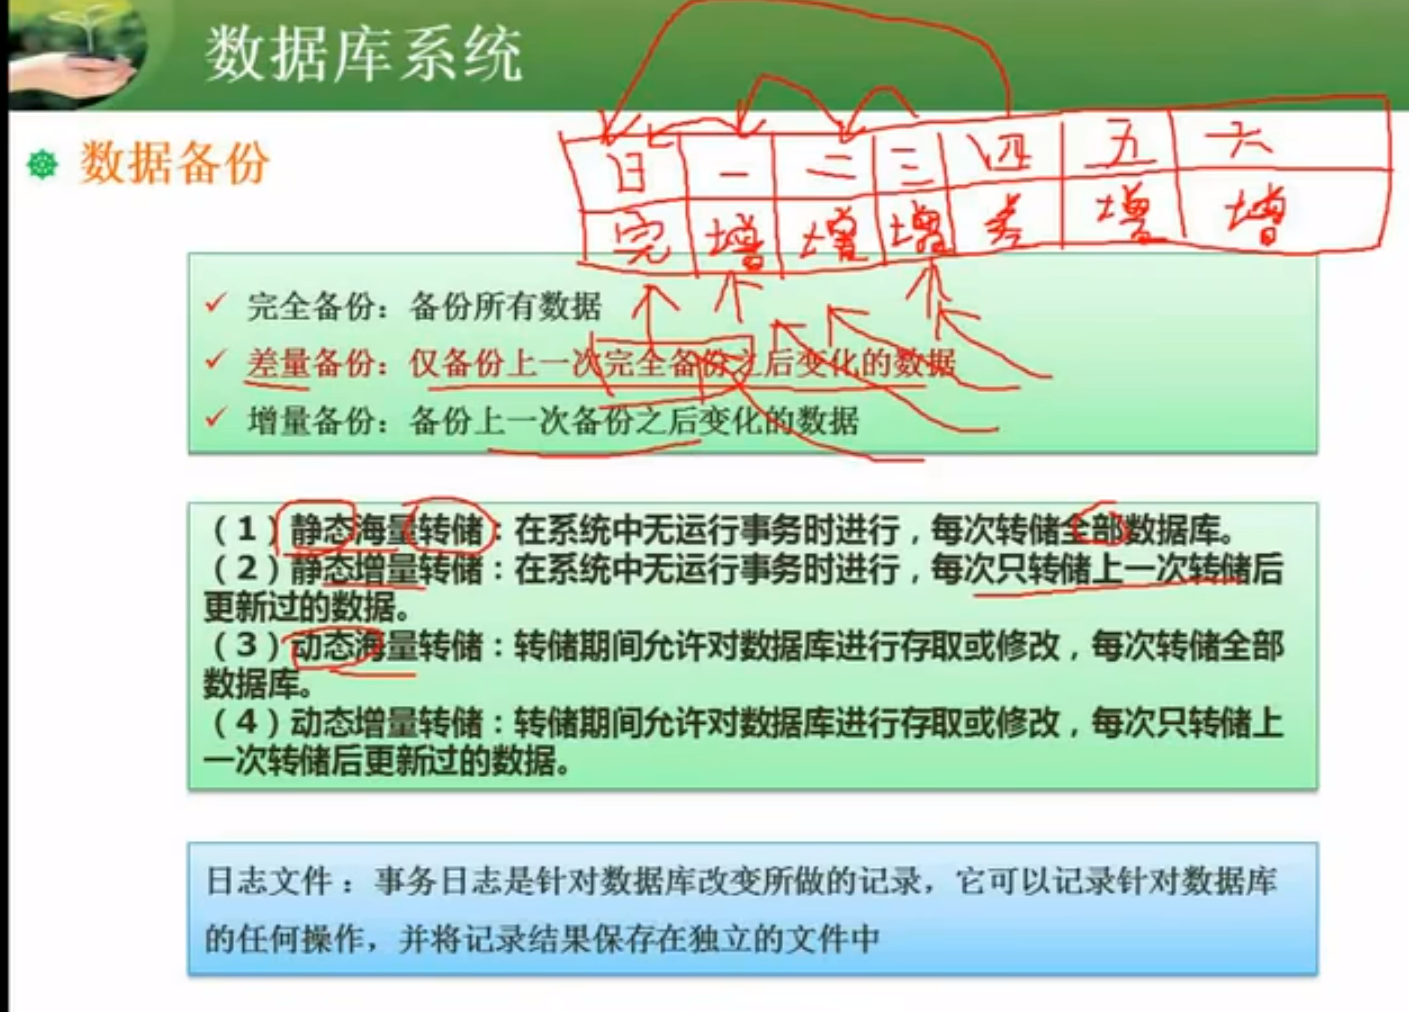 数据库系统
数据备份
日 一 二 三 四 五 六
完 增 增 增 差 增 增
✓ 完全备份：备份所有数据
✓ 差量备份：仅备份上一次完全备份之后变化的数据
✓ 增量备份：备份上一次备份之后变化的数据
（1）静态海量转储：在系统中无运行事务时进行，每次转储全部数据库。
（2）静态增量转储：在系统中无运行事务时进行，每次只转储上一次转储后
更新过的数据。
（3）动态海量转储：转储期间允许对数据库进行存取或修改，每次转储全部
数据库。
（4）动态增量转储：转储期间允许对数据库进行存取或修改，每次只转储上
一次转储后更新过的数据。
日志文件：事务日志是针对数据库改变所做的记录，它可以记录针对数据库
的任何操作，并将记录结果保存在独立的文件中